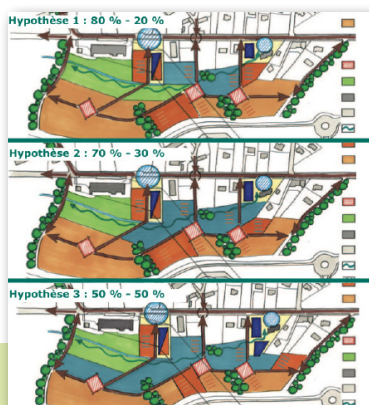 Hypothèse 1 : 80 % - 20 %
Hypothèse 2 : 70 % - 30 %
Hypothèse 3 : 50 % - 50 %